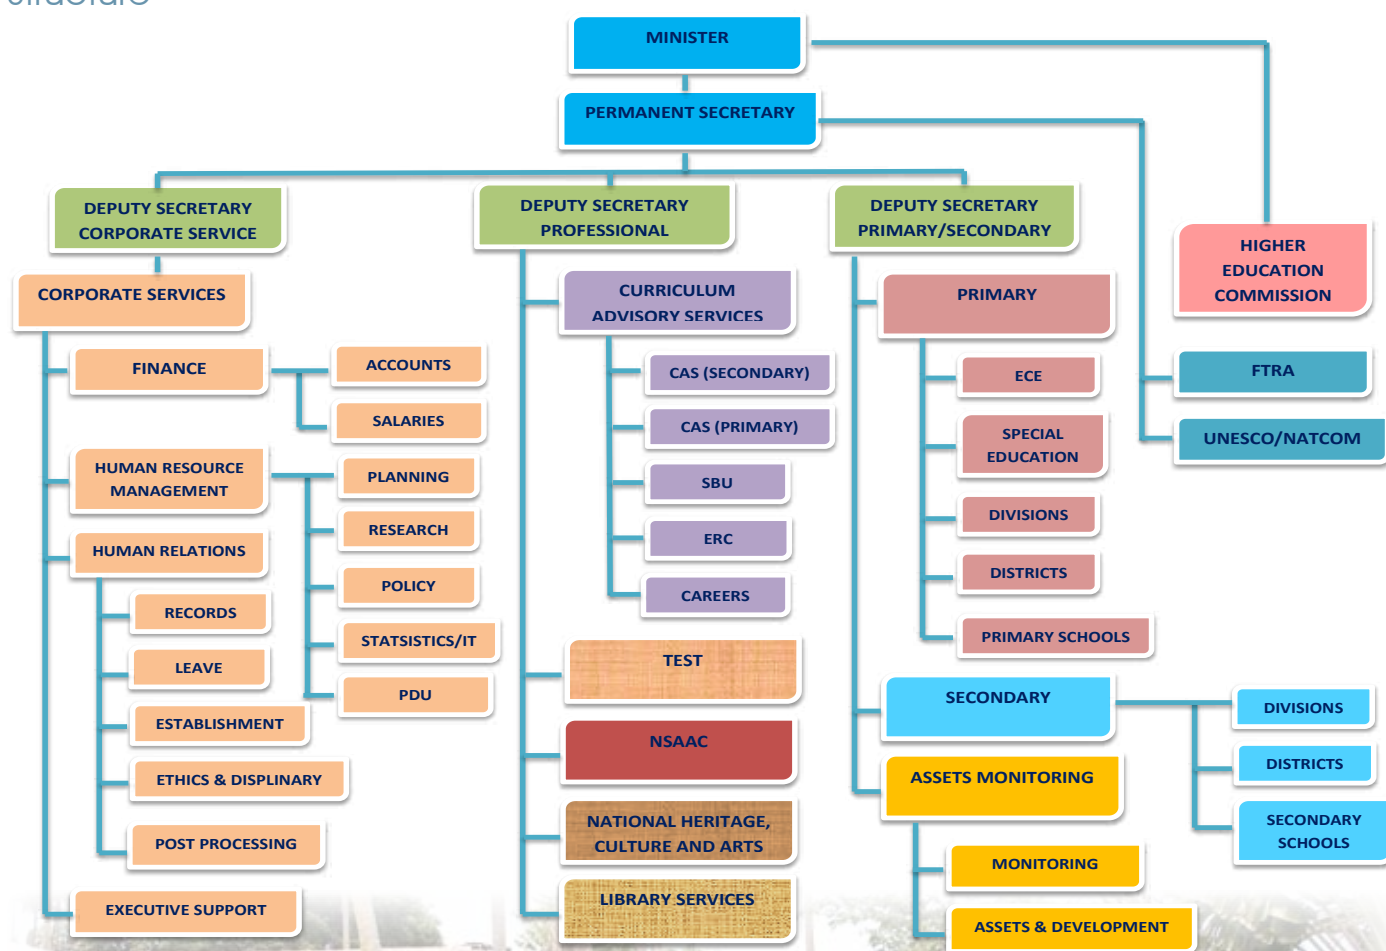 Structure
MINISTER
PERMANENT SECRETARY
DEPUTY SECRETARY
CORPORATE SERVICE
DEPUTY SECRETARY
PROFESSIONAL
DEPUTY SECRETARY
PRIMARY/SECONDARY
HIGHER
EDUCATION
COMMISSION
FTRA
UNESCO/NATCOM
CORPORATE SERVICES
FINANCE
ACCOUNTS
SALARIES
HUMAN RESOURCE
MANAGEMENT
PLANNING
RESEARCH
POLICY
STATSISTICS/IT
PDU
HUMAN RELATIONS
RECORDS
LEAVE
ESTABLISHMENT
ETHICS & DISPLINARY
POST PROCESSING
EXECUTIVE SUPPORT
CURRICULUM
ADVISORY SERVICES
CAS (SECONDARY)
CAS (PRIMARY)
SBU
ERC
CAREERS
TEST
NSAAC
NATIONAL HERITAGE,
CULTURE AND ARTS
LIBRARY SERVICES
PRIMARY
ECE
SPECIAL
EDUCATION
DIVISIONS
DISTRICTS
PRIMARY SCHOOLS
SECONDARY
DIVISIONS
DISTRICTS
SECONDARY
SCHOOLS
ASSETS MONITORING
MONITORING
ASSETS & DEVELOPMENT